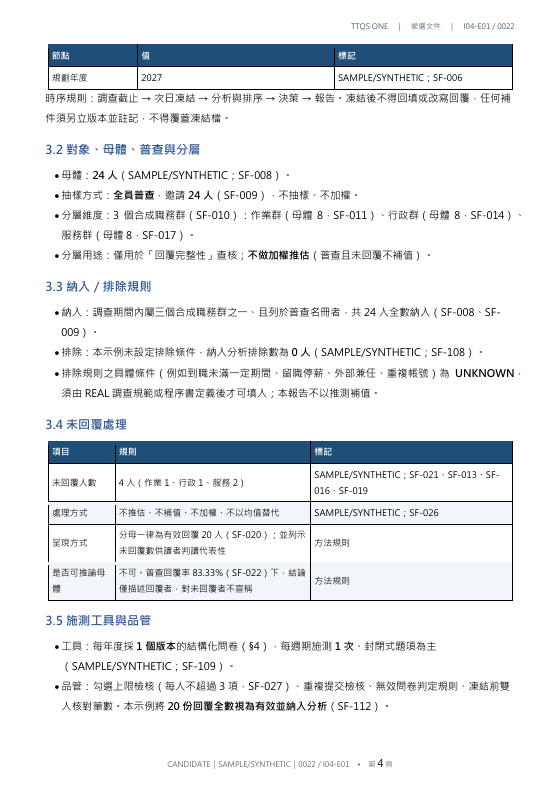 TTQS ONE | 候選文件 | I04-E01 / 0022
節點 值 標記
規劃年度 2027 SAMPLE/SYNTHETIC；SF-006
時序規則：調查截止 → 次日凍結 → 分析與排序 → 決策 → 報告。凍結後不得回填或改寫回覆，任何補
件須另立版本並註記，不得覆蓋凍結檔。
3.2 對象、母體、普查與分層
• 母體：24 人（SAMPLE/SYNTHETIC；SF-008）。
• 抽樣方式：全員普查，邀請 24 人（SF-009），不抽樣、不加權。
• 分層維度：3 個合成職務群（SF-010）：作業群（母體 8，SF-011）、行政群（母體 8，SF-014）、
服務群（母體 8，SF-017）。
• 分層用途：僅用於「回覆完整性」查核；不做加權推估（普查且未回覆不補值）。
3.3 納入 / 排除規則
• 納入：調查期間內屬三個合成職務群之一、且列於普查名冊者，共 24 人全數納入（SF-008、SF-
009）。
• 排除：本示例未設定排除條件，納入分析排除數為 0 人（SAMPLE/SYNTHETIC；SF-108）。
• 排除規則之具體條件（例如到職未滿一定期間、留職停薪、外部兼任、重複帳號）為 UNKNOWN，
須由 REAL 調查規範或程序書定義後才可填入；本報告不以推測補值。
3.4 未回覆處理
項目 規則 標記
未回覆人數 4 人（作業 1、行政 1、服務 2） SAMPLE/SYNTHETIC；SF-021、SF-013、SF-
016、SF-019
處理方式 不推估、不補值、不加權、不以均值替代 SAMPLE/SYNTHETIC；SF-026
呈現方式 分母一律為有效回覆 20 人（SF-020）；並列示
未回覆數供讀者判讀代表性 方法規則
是否可推論母
體 不可。普查回覆率 83.33%（SF-022）下，結論
僅描述回覆者，對未回覆者不宣稱 方法規則
3.5 施測工具與品管
• 工具：每年度採 1 個版本的結構化問卷（§4），每週期施測 1 次、封閉式題項為主
（SAMPLE/SYNTHETIC；SF-109）。
• 品管：勾選上限檢核（每人不超過 3 項，SF-027）、重複提交檢核、無效問卷判定規則、凍結前雙
人核對筆數。本示例將 20 份回覆全數視為有效並納入分析（SF-112）。
CANDIDATE | SAMPLE/SYNTHETIC | 0022 / I04-E01 • 第 4 頁